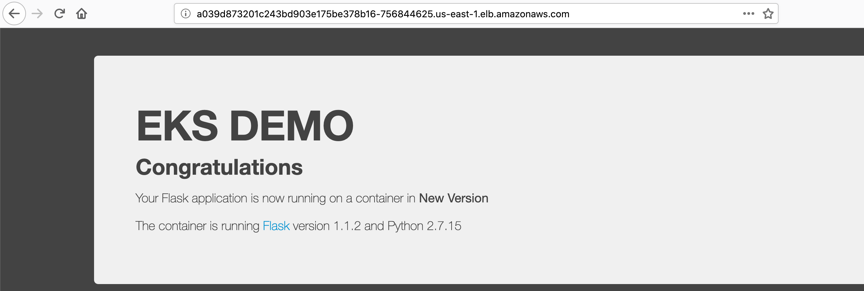 a039d873201c243bd903e175be378b16-756844625.us-east-1.elb.amazonaws.com
EKS DEMO
Congratulations
Your Flask application is now running on a container in New Version
The container is running Flask version 1.1.2 and Python 2.7.15